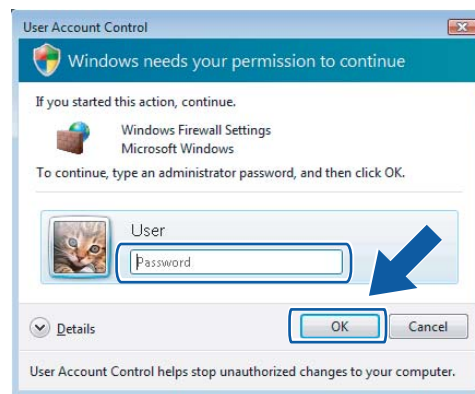 User Account Control
Windows needs your permission to continue
If you started this action, continue.
Windows Firewall Settings
Microsoft Windows
To continue, type an administrator password, and then click OK.
User
Password
Details
OK
Cancel
User Account Control helps stop unauthorized changes to your computer.